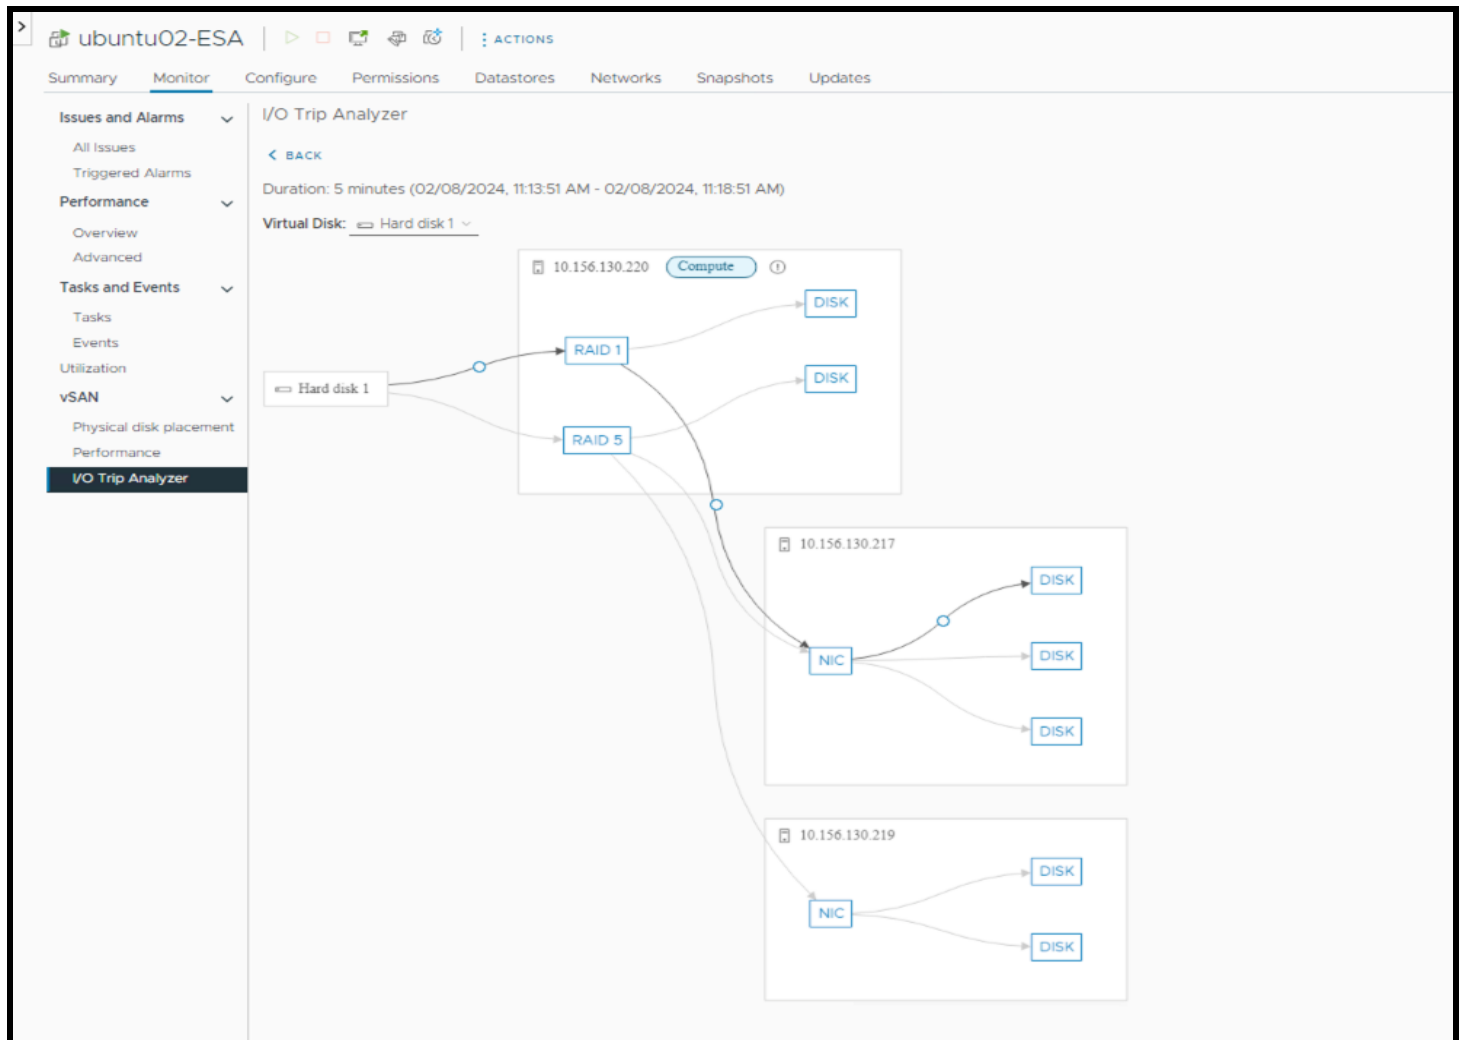 ubuntu02-ESA
ACTIONS
Summary Monitor Configure Permissions Datastores Networks Snapshots Updates
Issues and Alarms
All Issues
Triggered Alarms
Performance
Overview
Advanced
Tasks and Events
Tasks
Events
Utilization
vSAN
Physical disk placement
Performance
I/O Trip Analyzer
I/O Trip Analyzer
BACK
Duration: 5 minutes (02/08/2024, 11:13:51 AM - 02/08/2024, 11:18:51 AM)
Virtual Disk: Hard disk 1
Hard disk 1
10.156.130.220 Compute
DISK
RAID 1
DISK
RAID 5
10.156.130.217
DISK
NIC
DISK
DISK
10.156.130.219
DISK
NIC
DISK